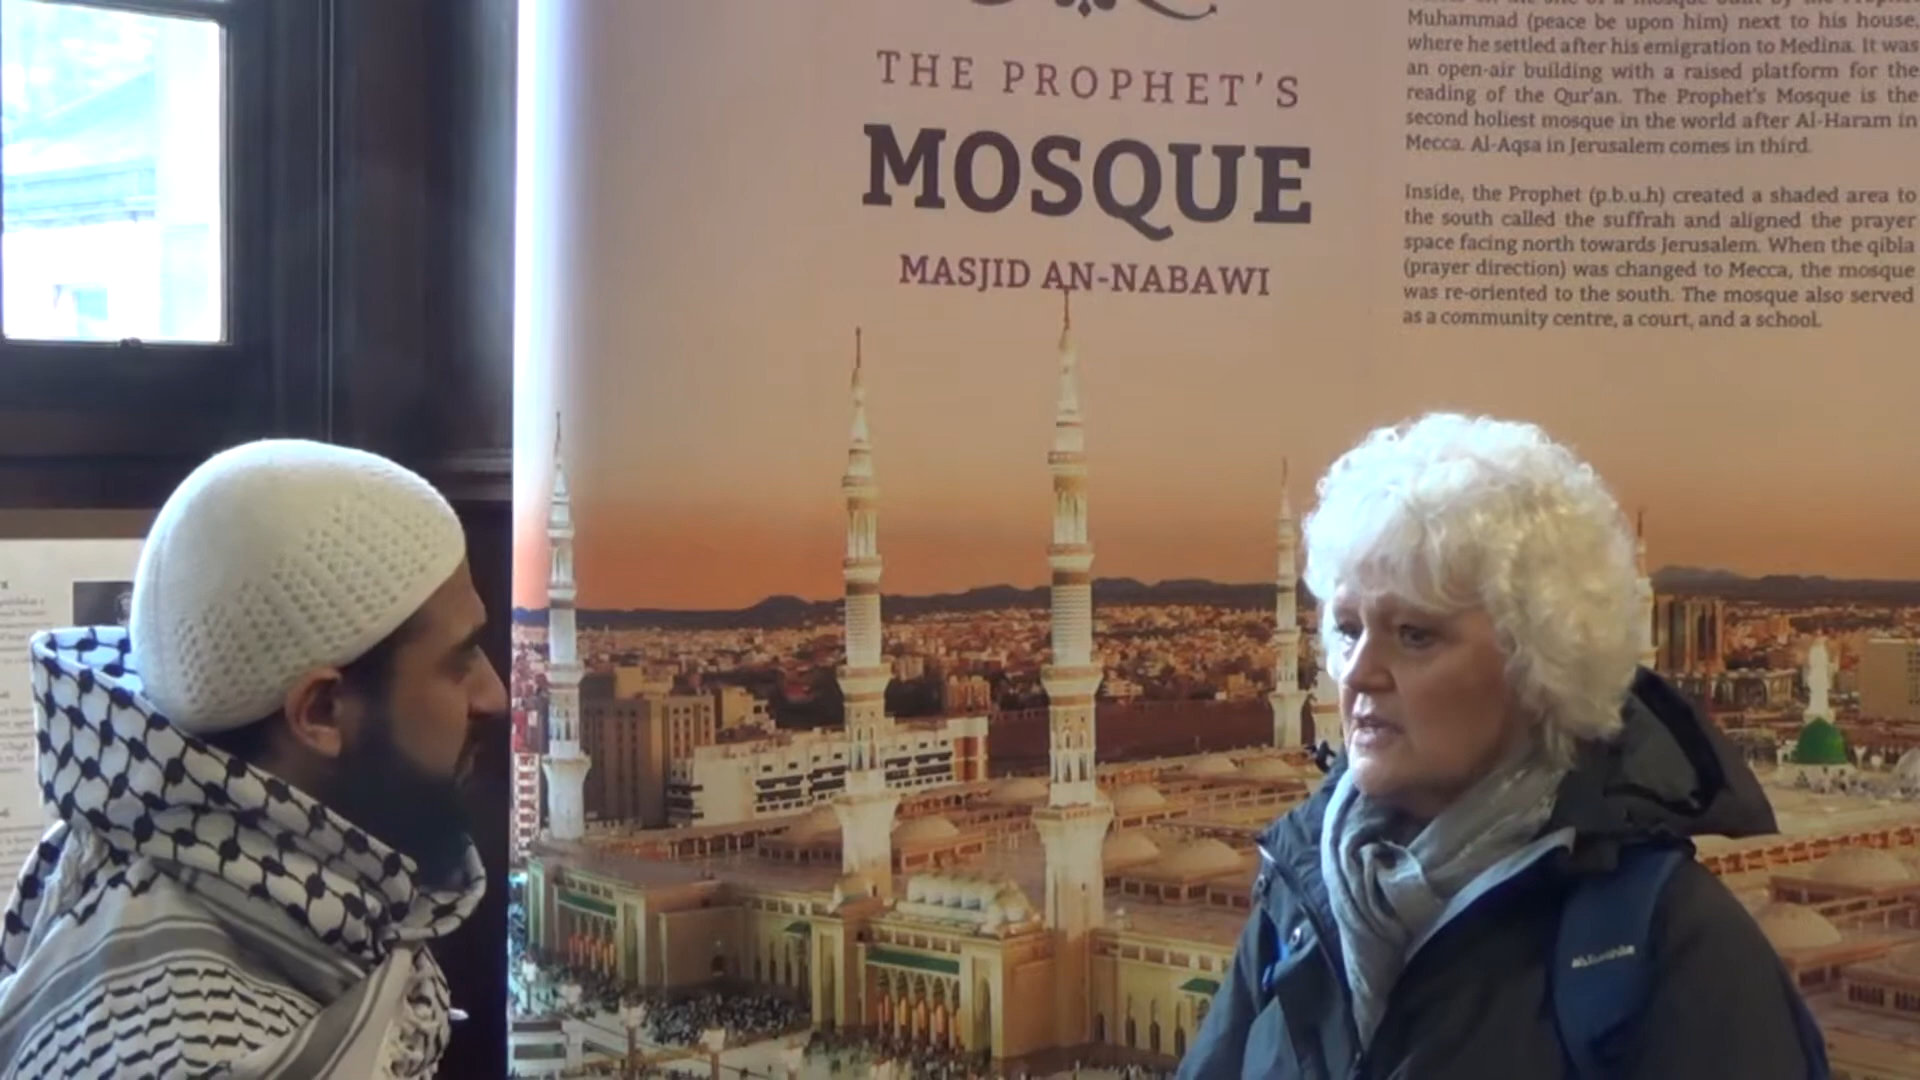 THE PROPHET'S
MOSQUE
MASJID AN-NABAWI
Muhammad (peace be upon him) next to his house,
where he settled after his emigration to Medina. It was
an open-air building with a raised platform for the
reading of the Qur'an. The Prophet's Mosque is the
second holiest mosque in the world after Al-Haram in
Mecca. Al-Aqsa in Jerusalem comes in third.
Inside, the Prophet (p.b.u.h) created a shaded area to
the south called the suffrah and aligned the prayer
space facing north towards Jerusalem. When the qibla
(prayer direction) was changed to Mecca, the mosque
was re-oriented to the south. The mosque also served
as a community centre, a court, and a school.